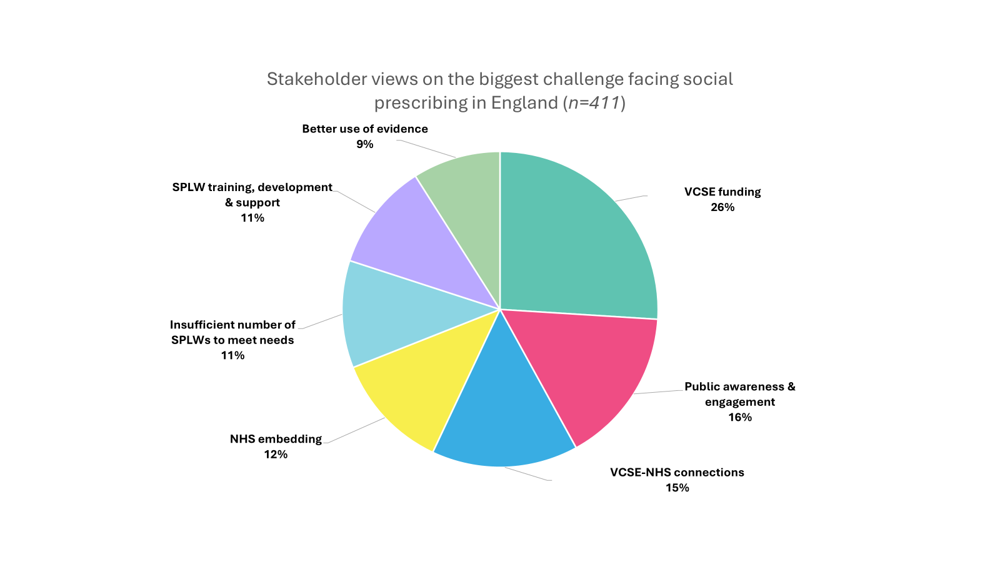 Stakeholder views on the biggest challenge facing social
prescribing in England (n=411)
Better use of evidence
9%
SPLW training, development
& support
11%
VCSE funding
26%
Insufficient number of
SPLWs to meet needs
11%
Public awareness &
engagement
16%
NHS embedding
12%
VCSE-NHS connections
15%